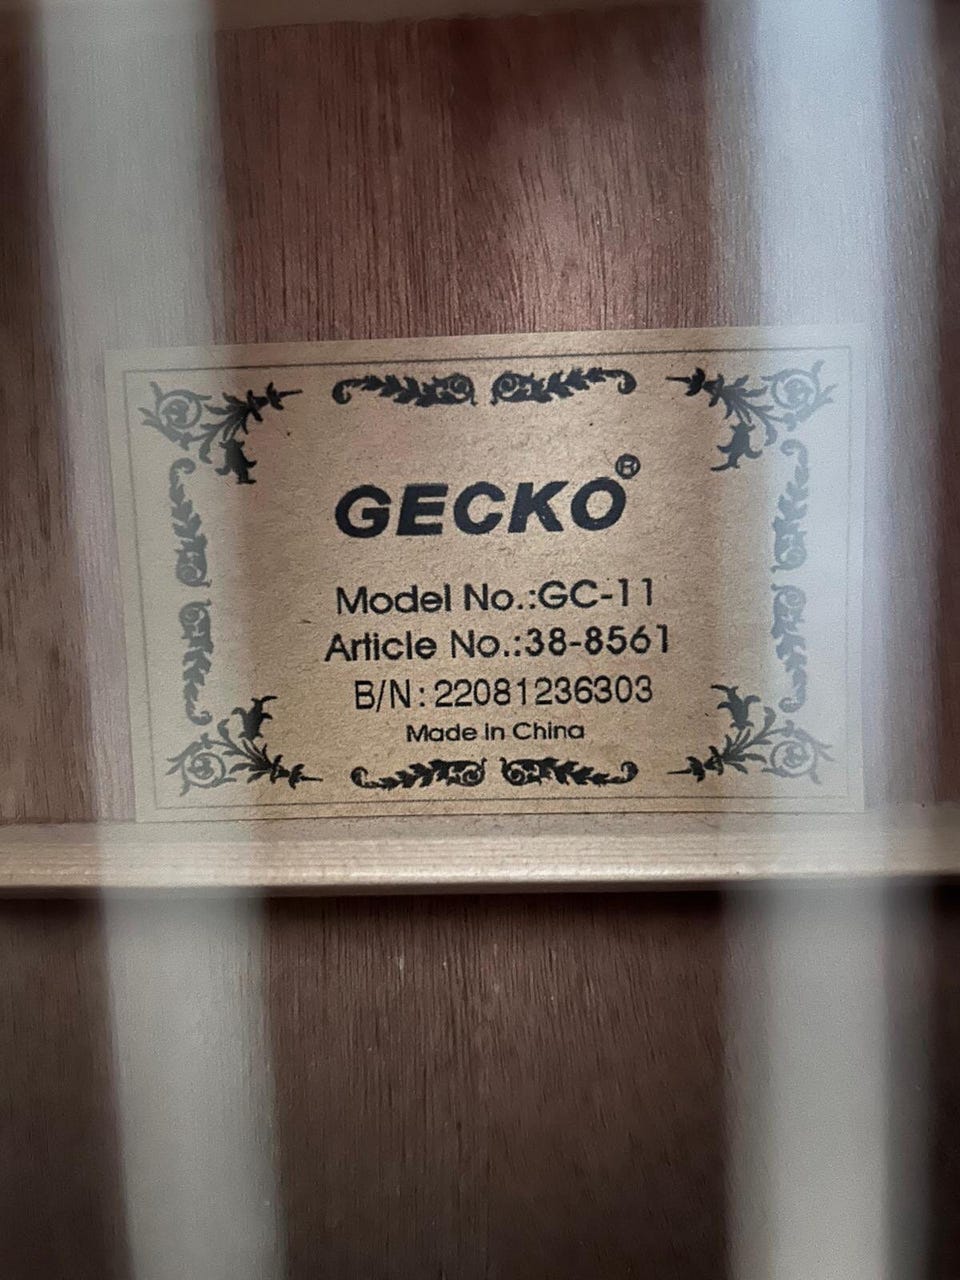 GECKO®
Model No.:GC-11
Article No.:38-8561
B/N:22081236303
Made in China